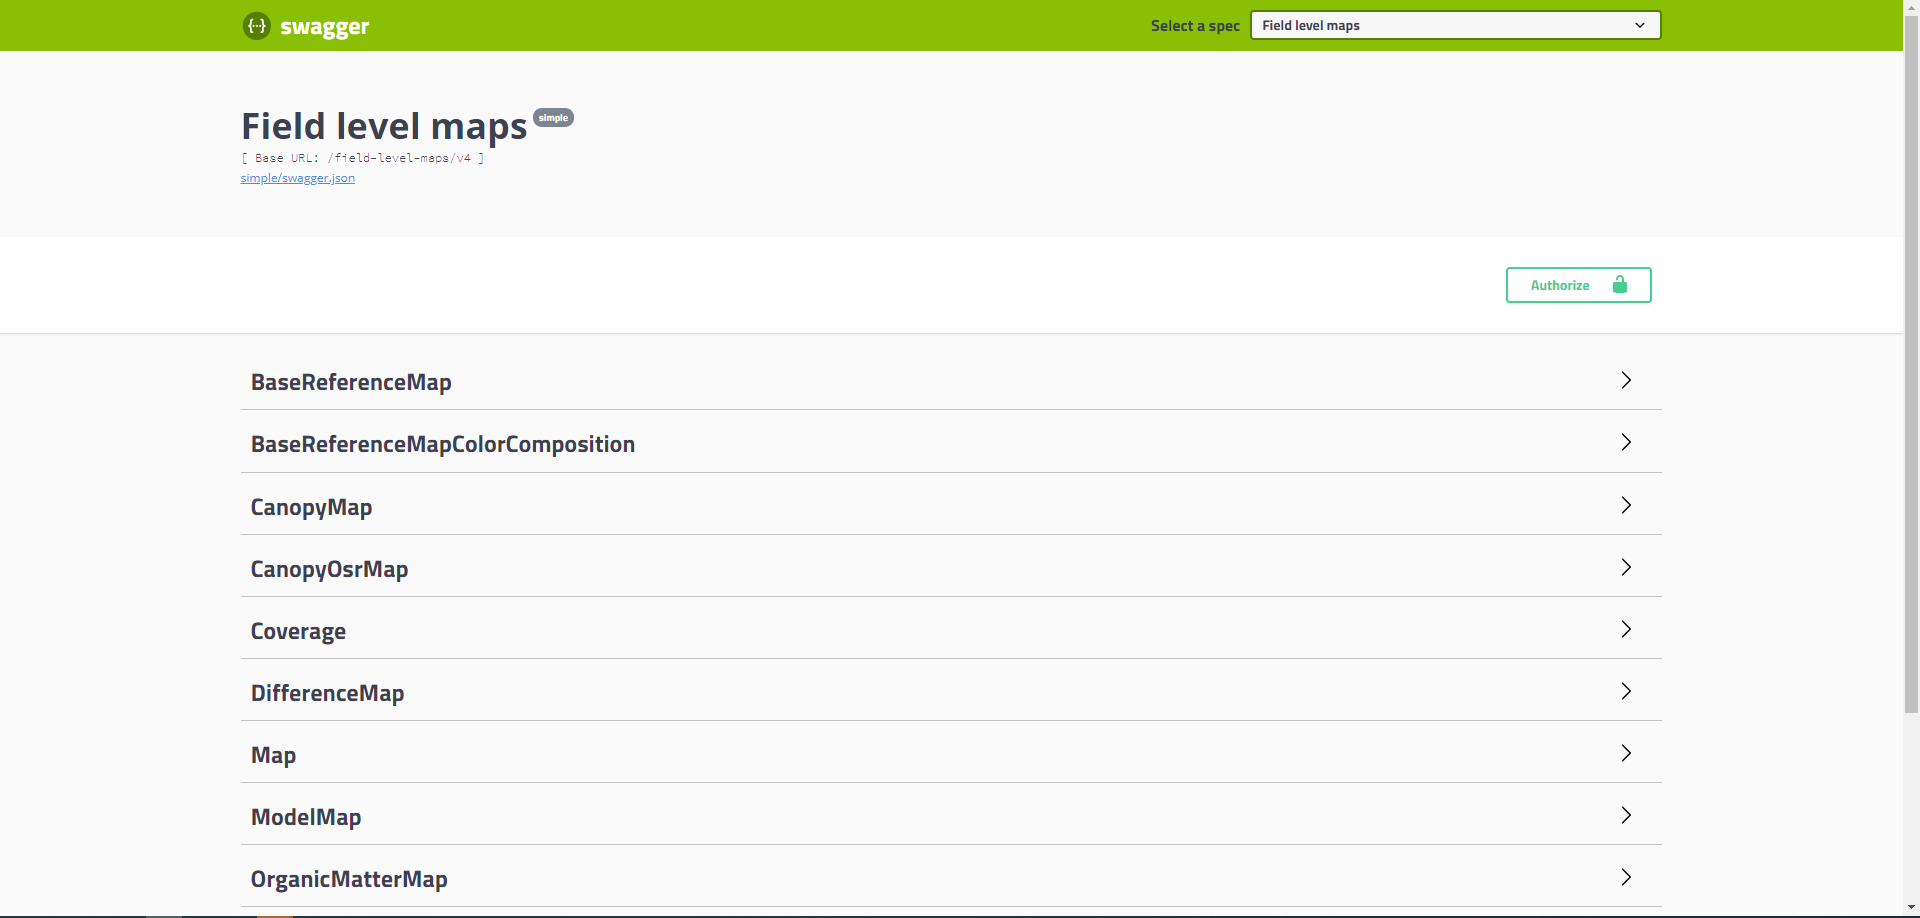 swagger
Select a spec
Field level maps
Field level maps simple
[ Base URL: /field-level-maps/v4 ]
simple/swagger.json
Authorize
BaseReferenceMap
BaseReferenceMapColorComposition
CanopyMap
CanopyOsrMap
Coverage
DifferenceMap
Map
ModelMap
OrganicMatterMap